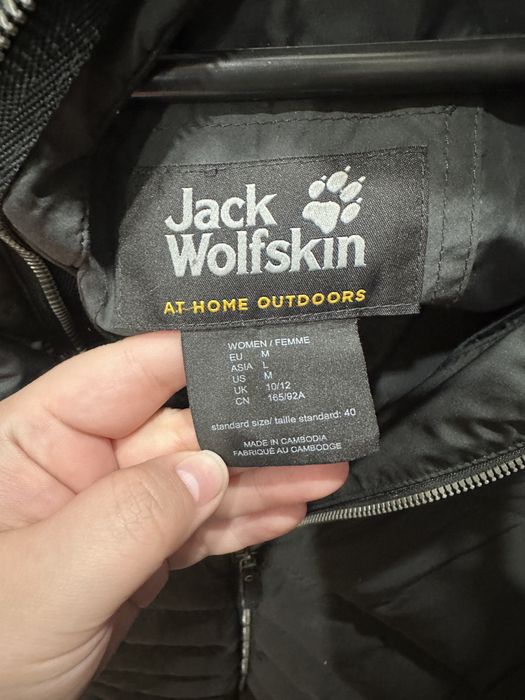 Jack
Wolfskin
AT HOME OUTDOORS
WOMEN / FEMME
EU M
ASIA L
US M
UK 10/12
CN 165/92A
standard size/ taille standard: 40
MADE IN CAMBODIA
FABRIQUÉ AU CAMBODGE